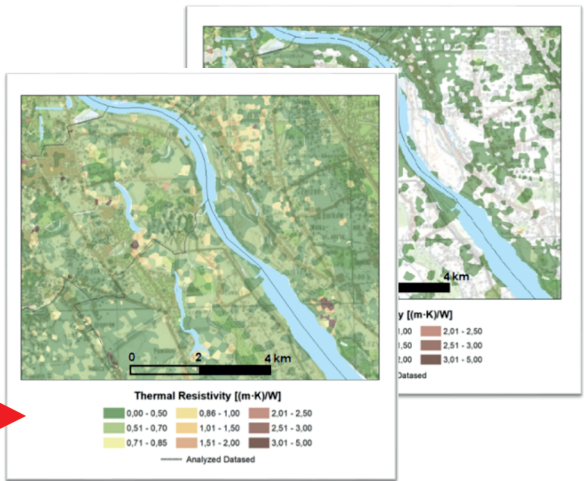 4 km
y [(m·K)/W]
1,00 2,01 - 2,50
1,50 2,51 - 3,00
2,00 3,01 - 5,00
Datased
0 2 4 km
Thermal Resistivity [(m·K)/W]
0,00 - 0,50 0,86 - 1,00 2,01 - 2,50
0,51 - 0,70 1,01 - 1,50 2,51 - 3,00
0,71 - 0,85 1,51 - 2,00 3,01 - 5,00
Analyzed Datased